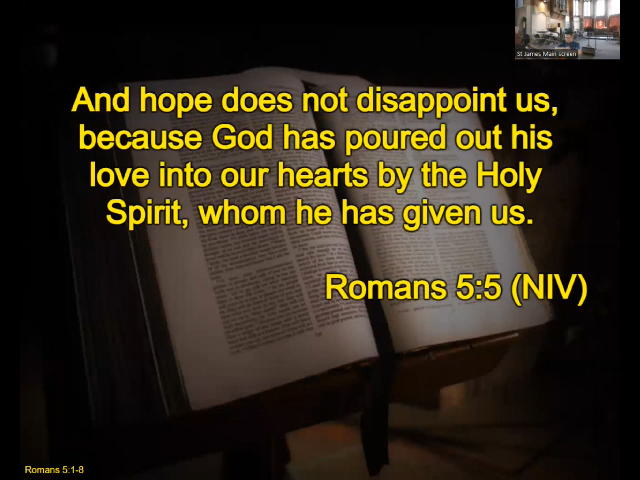 St James Main screen
And hope does not disappoint us,
because God has poured out his
love into our hearts by the Holy
Spirit, whom he has given us.
Romans 5:5 (NIV)
Romans 5:1-8